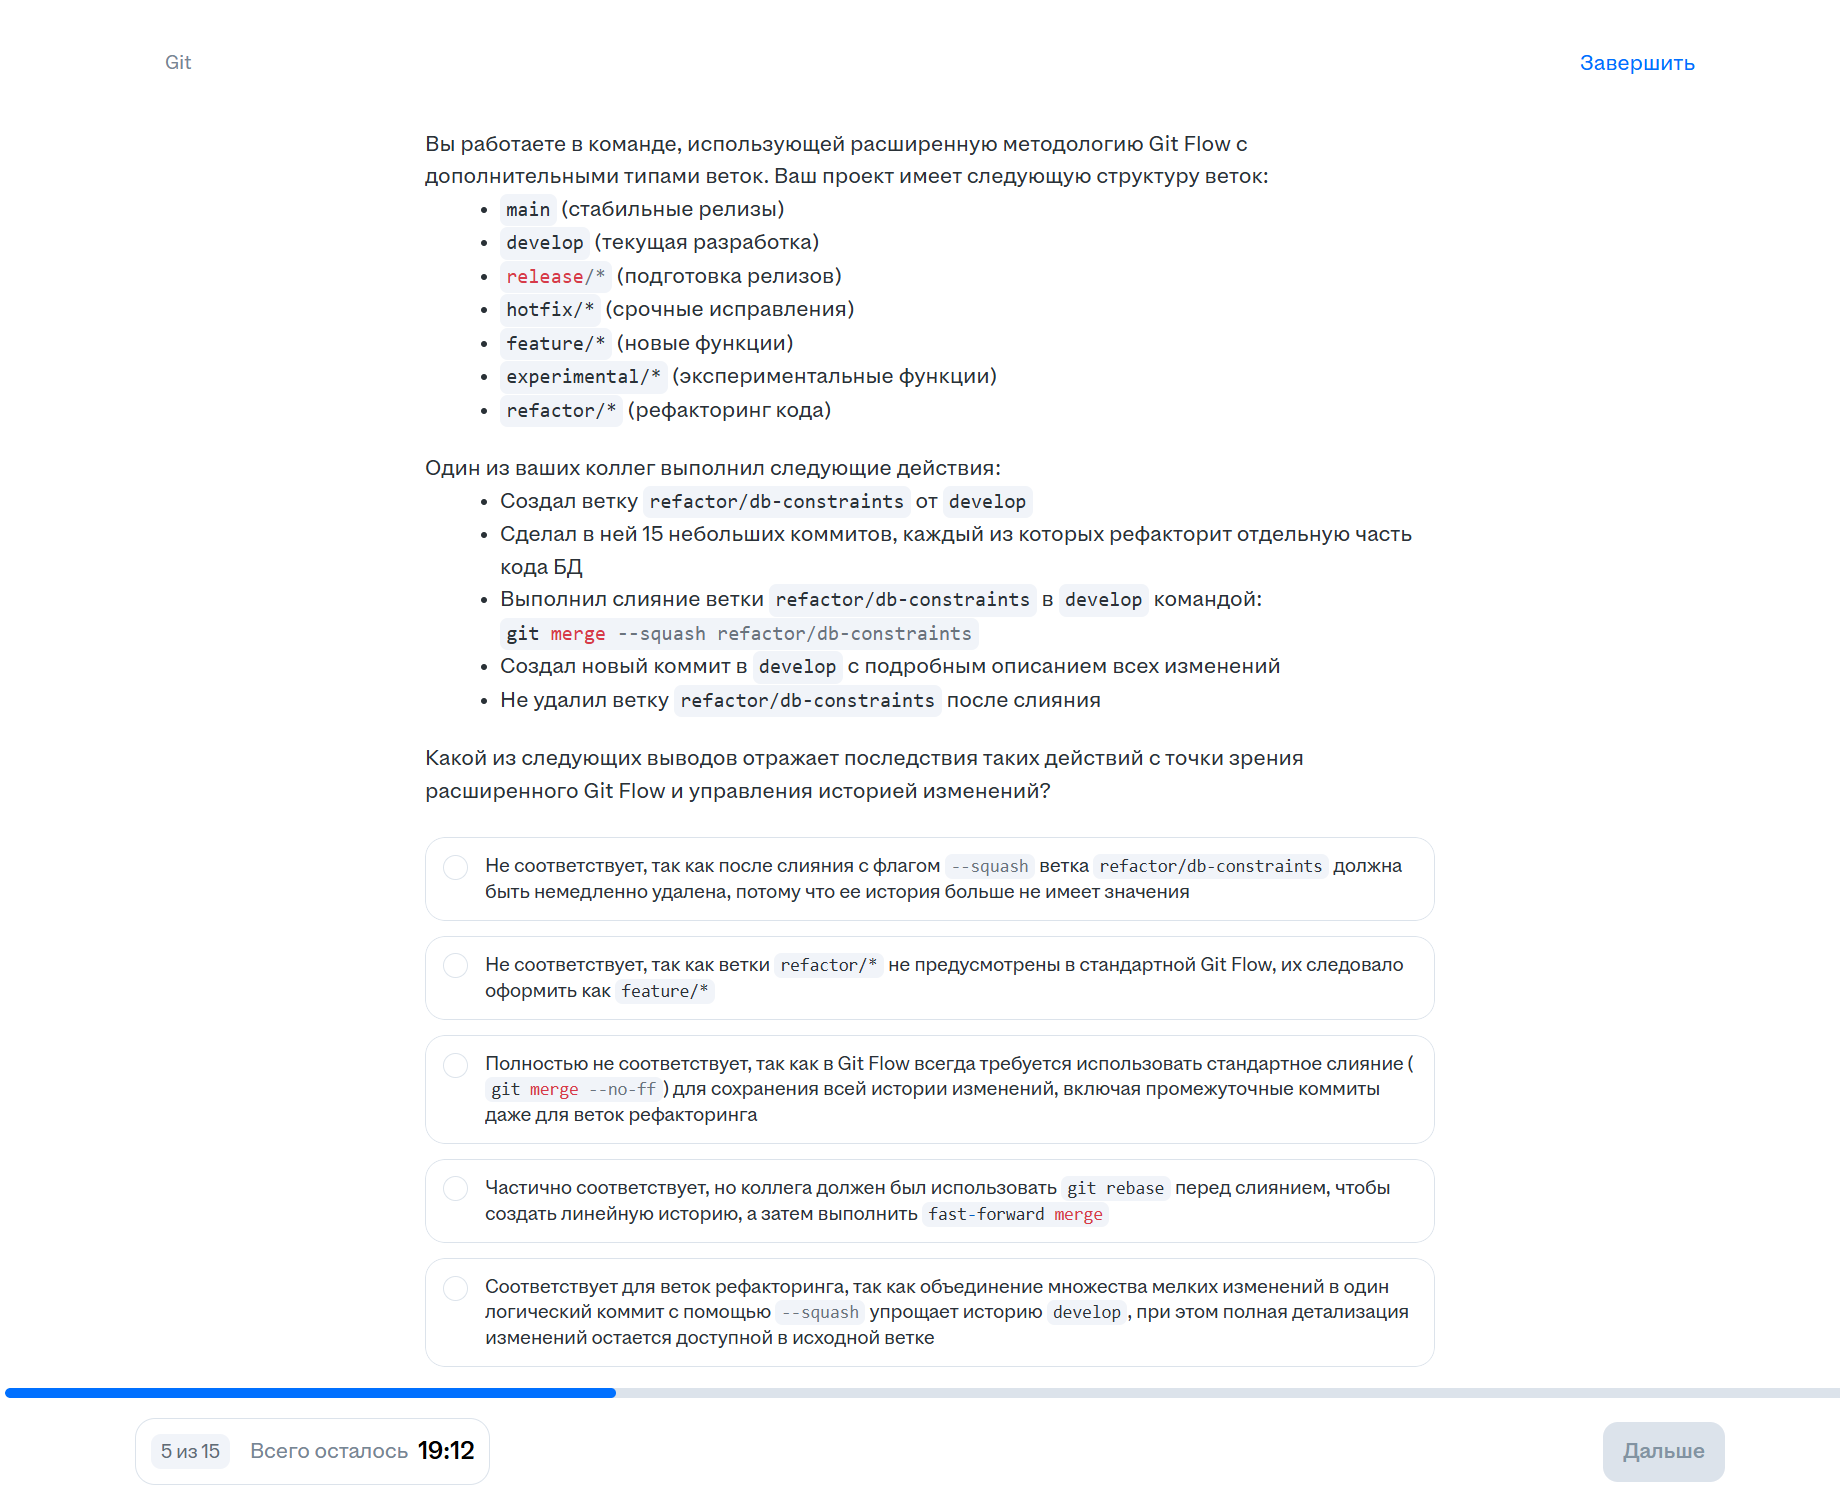 Git
Завершить
Вы работаете в команде, использующей расширенную методологию Git Flow с
дополнительными типами веток. Ваш проект имеет следующую структуру веток:
• main (стабильные релизы)
• develop (текущая разработка)
• release/* (подготовка релизов)
• hotfix/* (срочные исправления)
• feature/* (новые функции)
• experimental/* (экспериментальные функции)
• refactor/* (рефакторинг кода)
Один из ваших коллег выполнил следующие действия:
• Создал ветку refactor/db-constraints от develop
• Сделал в ней 15 небольших коммитов, каждый из которых рефакторит отдельную часть
кода БД
• Выполнил слияние ветки refactor/db-constraints в develop командой:
git merge --squash refactor/db-constraints
• Создал новый коммит в develop с подробным описанием всех изменений
• Не удалил ветку refactor/db-constraints после слияния
Какой из следующих выводов отражает последствия таких действий с точки зрения
расширенного Git Flow и управления историей изменений?
Не соответствует, так как после слияния с флагом --squash ветка refactor/db-constraints должна
быть немедленно удалена, потому что ее история больше не имеет значения
Не соответствует, так как ветки refactor/* не предусмотрены в стандартной Git Flow, их следовало
оформить как feature/*
Полностью не соответствует, так как в Git Flow всегда требуется использовать стандартное слияние (
git merge --no-ff ) для сохранения всей истории изменений, включая промежуточные коммиты
даже для веток рефакторинга
Частично соответствует, но коллега должен был использовать git rebase перед слиянием, чтобы
создать линейную историю, а затем выполнить fast-forward merge
Соответствует для веток рефакторинга, так как объединение множества мелких изменений в один
логический коммит с помощью --squash упрощает историю develop, при этом полная детализация
изменений остается доступной в исходной ветке
5 из 15 Всего осталось 19:12
Дальше